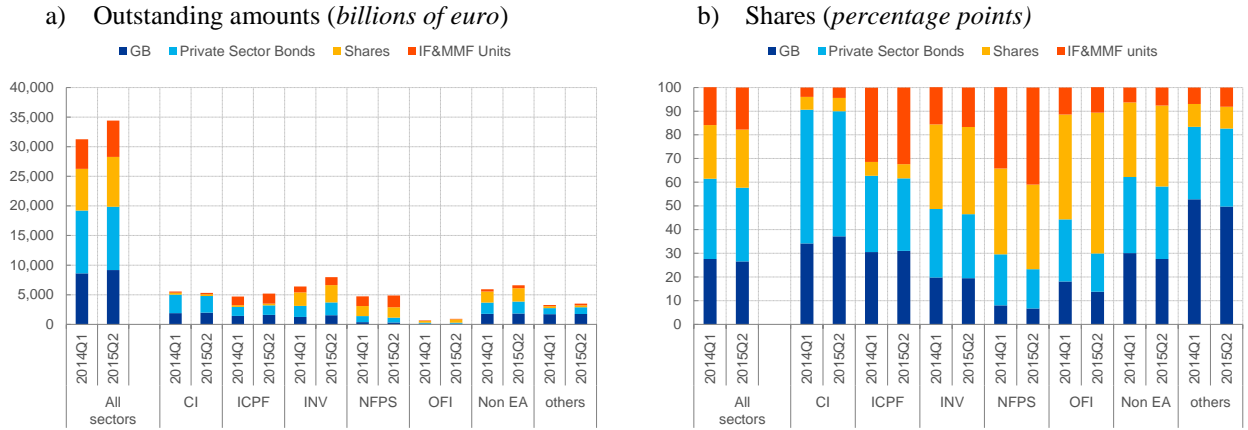 a) Outstanding amounts (billions of euro)
GB Private Sector Bonds Shares IF&MMF Units
40,000
35,000
30,000
25,000
20,000
15,000
10,000
5,000
0
2014Q1 2015Q2 2014Q1 2015Q2 2014Q1 2015Q2 2014Q1 2015Q2 2014Q1 2015Q2 2014Q1 2015Q2 2014Q1 2015Q2 2014Q1 2015Q2
All sectors CI ICPF INV NFPS OFI Non EA others
b) Shares (percentage points)
GB Private Sector Bonds Shares IF&MMF units
100
90
80
70
60
50
40
30
20
10
0
2014Q1 2015Q2 2014Q1 2015Q2 2014Q1 2015Q2 2014Q1 2015Q2 2014Q1 2015Q2 2014Q1 2015Q2 2014Q1 2015Q2 2014Q1 2015Q2
All sectors CI ICPF INV NFPS OFI Non EA others